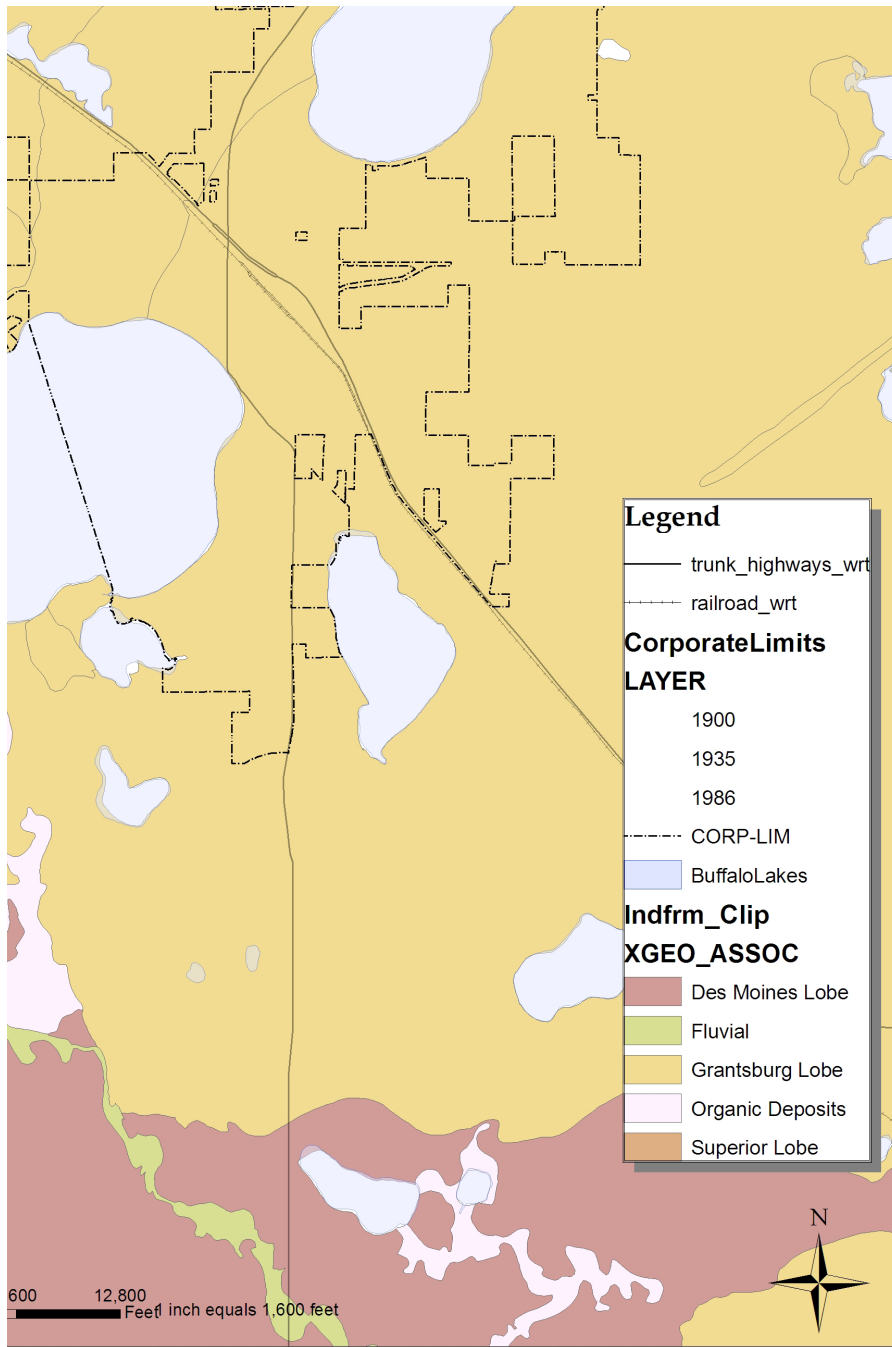 Legend
trunk_highways_wrt
railroad_wrt
CorporateLimits
LAYER
1900
1935
1986
CORP-LIM
BuffaloLakes
Indfrm_Clip
XGEO_ASSOC
Des Moines Lobe
Fluvial
Grantsburg Lobe
Organic Deposits
Superior Lobe
N
600 12,800
Feet 1 inch equals 1,600 feet